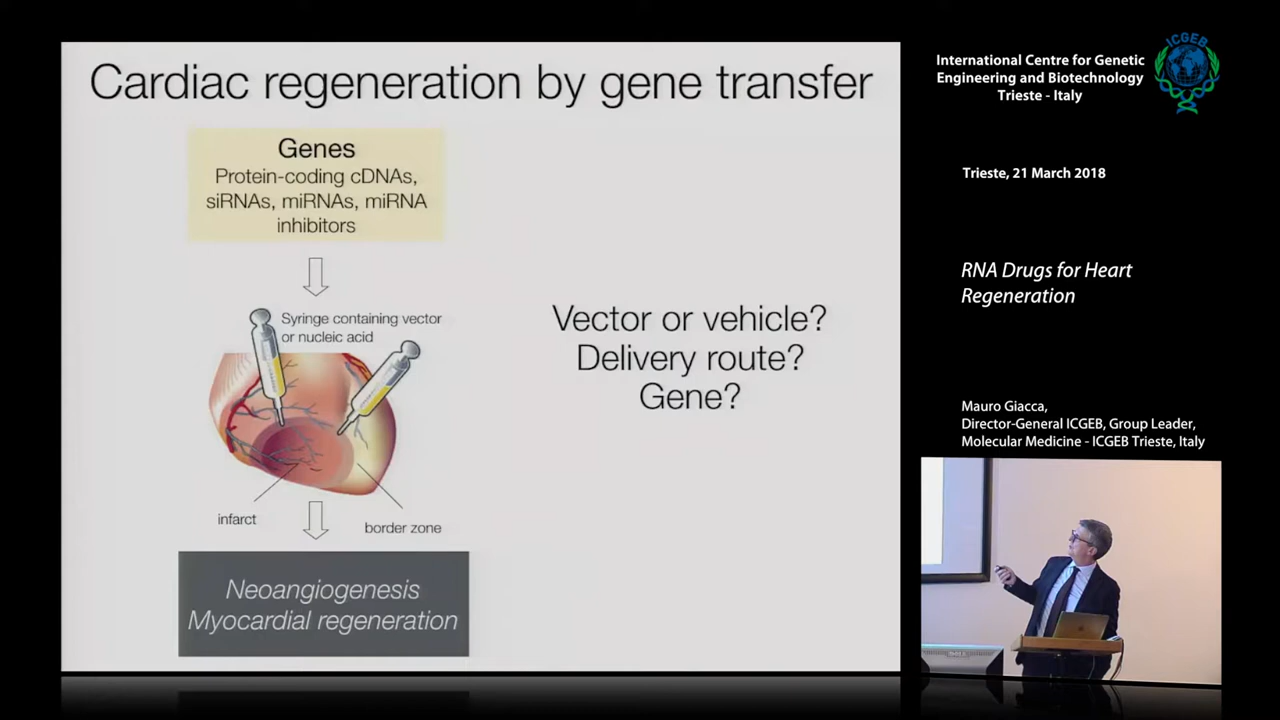 Cardiac regeneration by gene transfer
Genes
Protein-coding cDNAs,
siRNAs, miRNAs, miRNA
inhibitors
Syringe containing vector
or nucleic acid
infarct
border zone
Neoangiogenesis
Myocardial regeneration
Vector or vehicle?
Delivery route?
Gene?
International Centre for Genetic
Engineering and Biotechnology
Trieste - Italy
ICGEB
Trieste, 21 March 2018
RNA Drugs for Heart
Regeneration
Mauro Giacca,
Director-General ICGEB, Group Leader,
Molecular Medicine - ICGEB Trieste, Italy